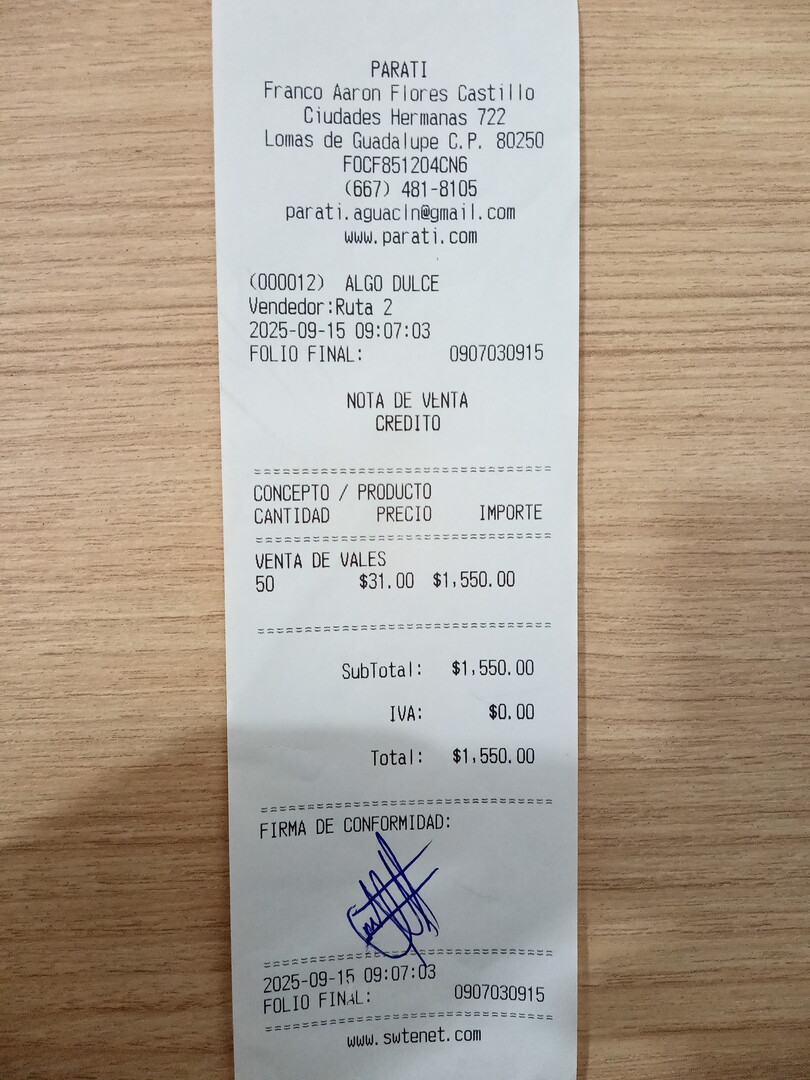 PARATI
Franco Aaron Flores Castillo
Ciudades Hermanas 722
Lomas de Guadalupe C.P. 80250
FOCF851204CN6
(667) 481-8105
parati.aguacln@gmail.com
www.parati.com
(000012) ALGO DULCE
Vendedor:Ruta 2
2025-09-15 09:07:03
FOLIO FINAL: 0907030915
NOTA DE VENTA
CREDITO
================================
CONCEPTO / PRODUCTO
CANTIDAD PRECIO IMPORTE
================================
VENTA DE VALES
50 $31.00 $1,550.00
================================
SubTotal: $1,550.00
IVA: $0.00
Total: $1,550.00
================================
FIRMA DE CONFORMIDAD:
================================
2025-09-15 09:07:03
FOLIO FINAL: 0907030915
================================
www.swtenet.com